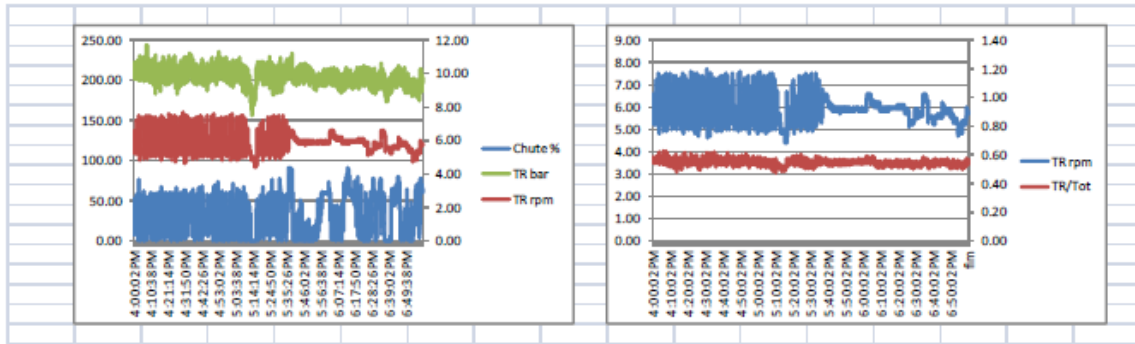 250.00
200.00
150.00
100.00
50.00
0.00
12.00
10.00
8.00
6.00
4.00
2.00
0.00
4:00:02 PM
4:10:38 PM
4:21:14 PM
4:31:50 PM
4:42:26 PM
4:53:02 PM
5:03:38 PM
5:14:14 PM
5:24:50 PM
5:35:26 PM
5:46:02 PM
5:56:38 PM
6:07:14 PM
6:17:50 PM
6:28:26 PM
6:39:02 PM
6:49:38 PM
Chute %
TR bar
TR rpm
9.00
8.00
7.00
6.00
5.00
4.00
3.00
2.00
1.00
0.00
1.40
1.20
1.00
0.80
0.60
0.40
0.20
0.00
4:00:02 PM
4:10:02 PM
4:20:02 PM
4:30:02 PM
4:40:02 PM
4:50:02 PM
5:00:02 PM
5:10:02 PM
5:20:02 PM
5:30:02 PM
5:40:02 PM
5:50:02 PM
6:00:02 PM
6:10:02 PM
6:20:02 PM
6:30:02 PM
6:40:02 PM
6:50:02 PM
fim
TR rpm
TR/Tot